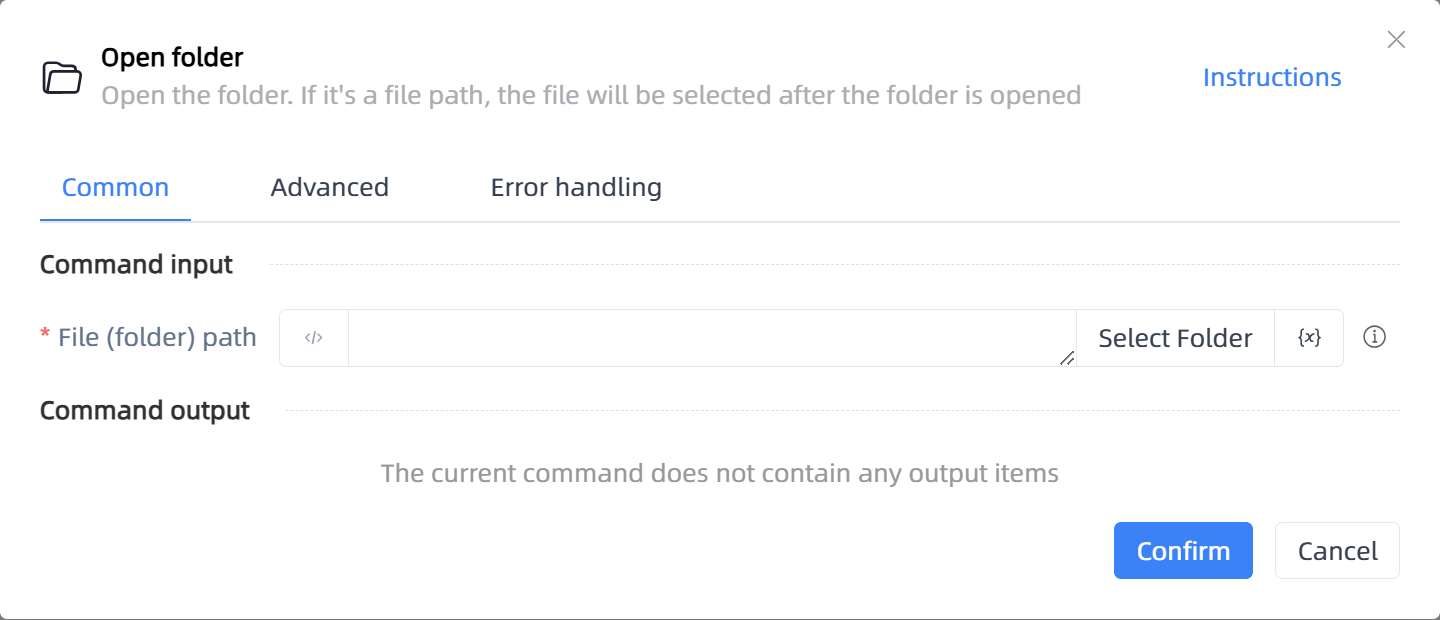 Open folder
Open the folder. If it's a file path, the file will be selected after the folder is opened
Instructions
Common Advanced Error handling
Command input
* File (folder) path </> Select Folder {x}
Command output
The current command does not contain any output items
Confirm Cancel